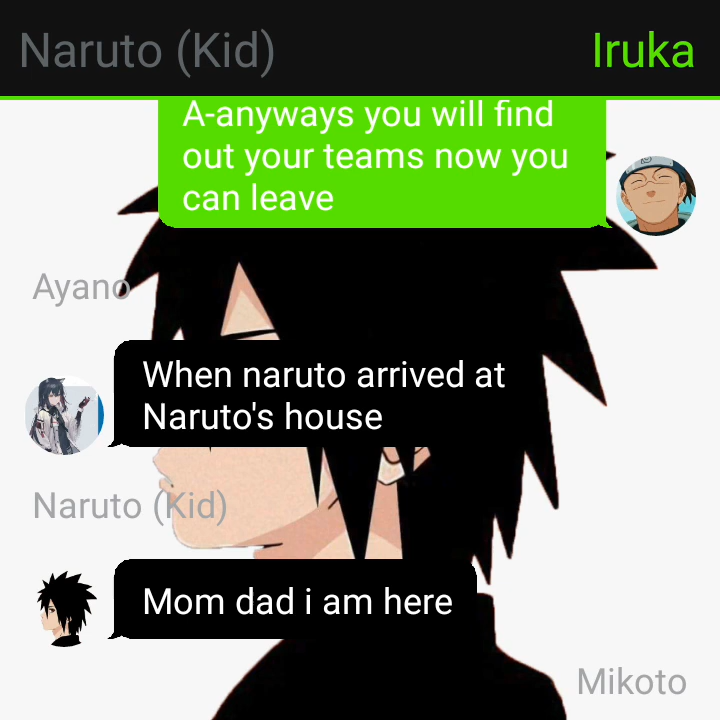 Naruto (Kid)
Iruka
A-anyways you will find
out your teams now you
can leave
Ayano
When naruto arrived at
Naruto's house
Naruto (Kid)
Mom dad i am here
Mikoto